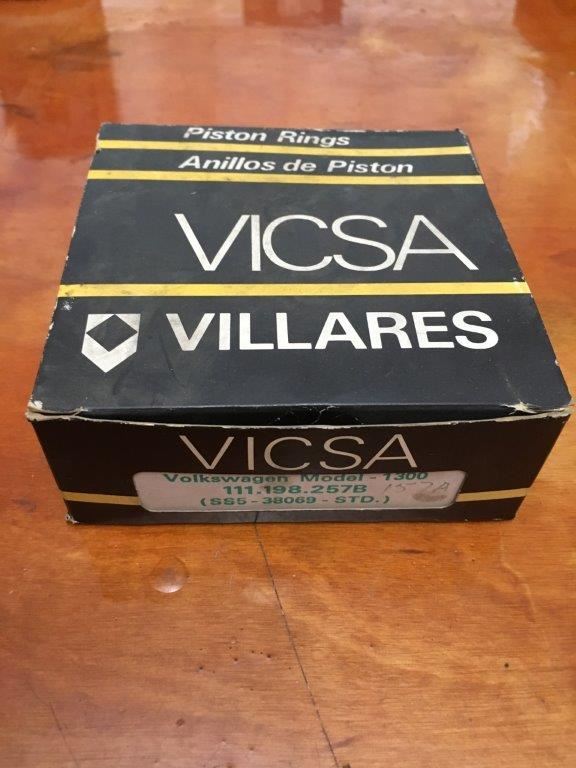 Piston Rings
Anillos de Piston
VICSA
VILLARES
VICSA
Volkswagen Model - 1300
111.198.257B
(SS5 - 38069 - STD.)